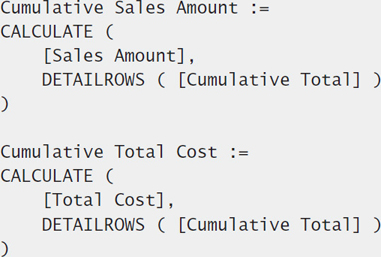 Cumulative Sales Amount :=
CALCULATE (
    [Sales Amount],
    DETAILROWS ( [Cumulative Total] )
)

Cumulative Total Cost :=
CALCULATE (
    [Total Cost],
    DETAILROWS ( [Cumulative Total] )
)